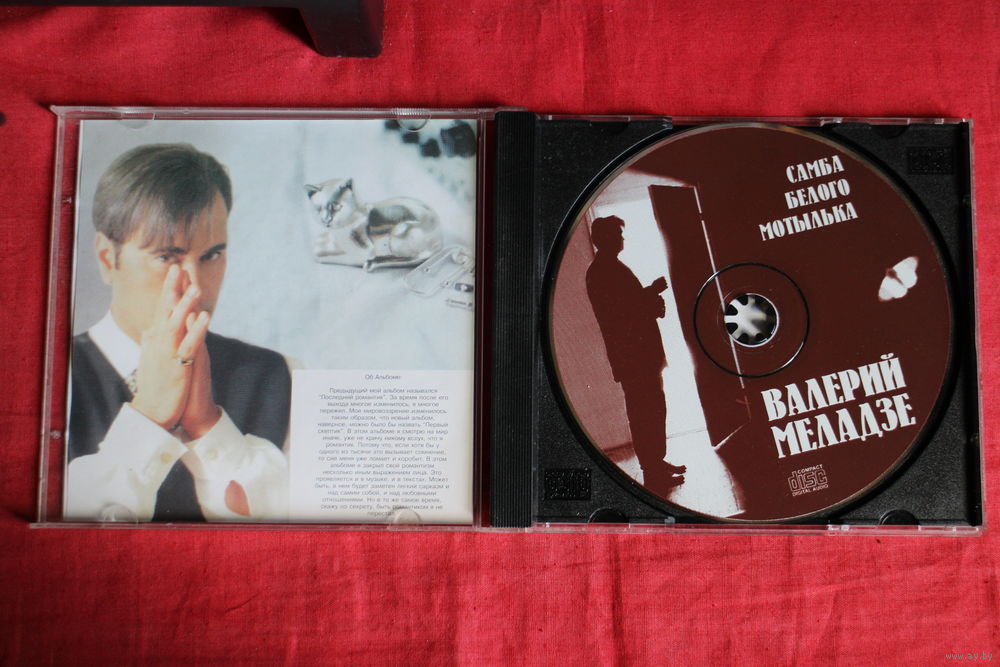 Об Альбоме:
Предыдущий мой альбом назывался
"Последний романтик". За время после его
выхода многое изменилось, я многое
пережил. Мое мировоззрение изменилось
таким образом, что новый альбом,
наверное, можно было бы назвать "Первый
скептик". В этом альбоме я смотрю на мир
иначе, уже не кричу никому вслух, что я
романтик. Потому что, если хотя бы у
одного из тысячи это вызывает сомнение,
то сие меня уже ломает и коробит. В этом
альбоме я закрыл свой романтизм
несколько иным выражением лица. Это
проявляется и в музыке, и в текстах. Может
быть, в нем будет заметен легкий сарказм и
над самим собой, и над любовными
отношениями. Но в то же самое время,
скажу по секрету, быть романтиком я не
перестал
САМБА
БЕЛОГО
МОТЫЛЬКА
ВАЛЕРИЙ
МЕЛАДЗЕ
COMPACT
disc
DIGITAL AUDIO
www.ay.by